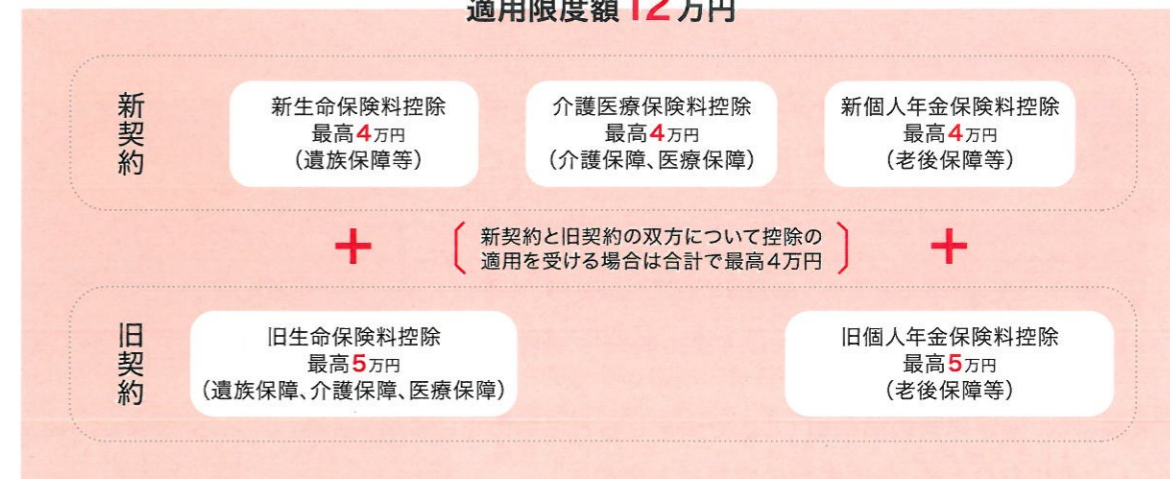 適用限度額12万円
新契約
新生命保険料控除
最高4万円
(遺族保障等)
介護医療保険料控除
最高4万円
(介護保障、医療保障)
新個人年金保険料控除
最高4万円
(老後保障等)
+
新契約と旧契約の双方について控除の
適用を受ける場合は合計で最高4万円
+
旧契約
旧生命保険料控除
最高5万円
(遺族保障、介護保障、医療保障)
旧個人年金保険料控除
最高5万円
(老後保障等)